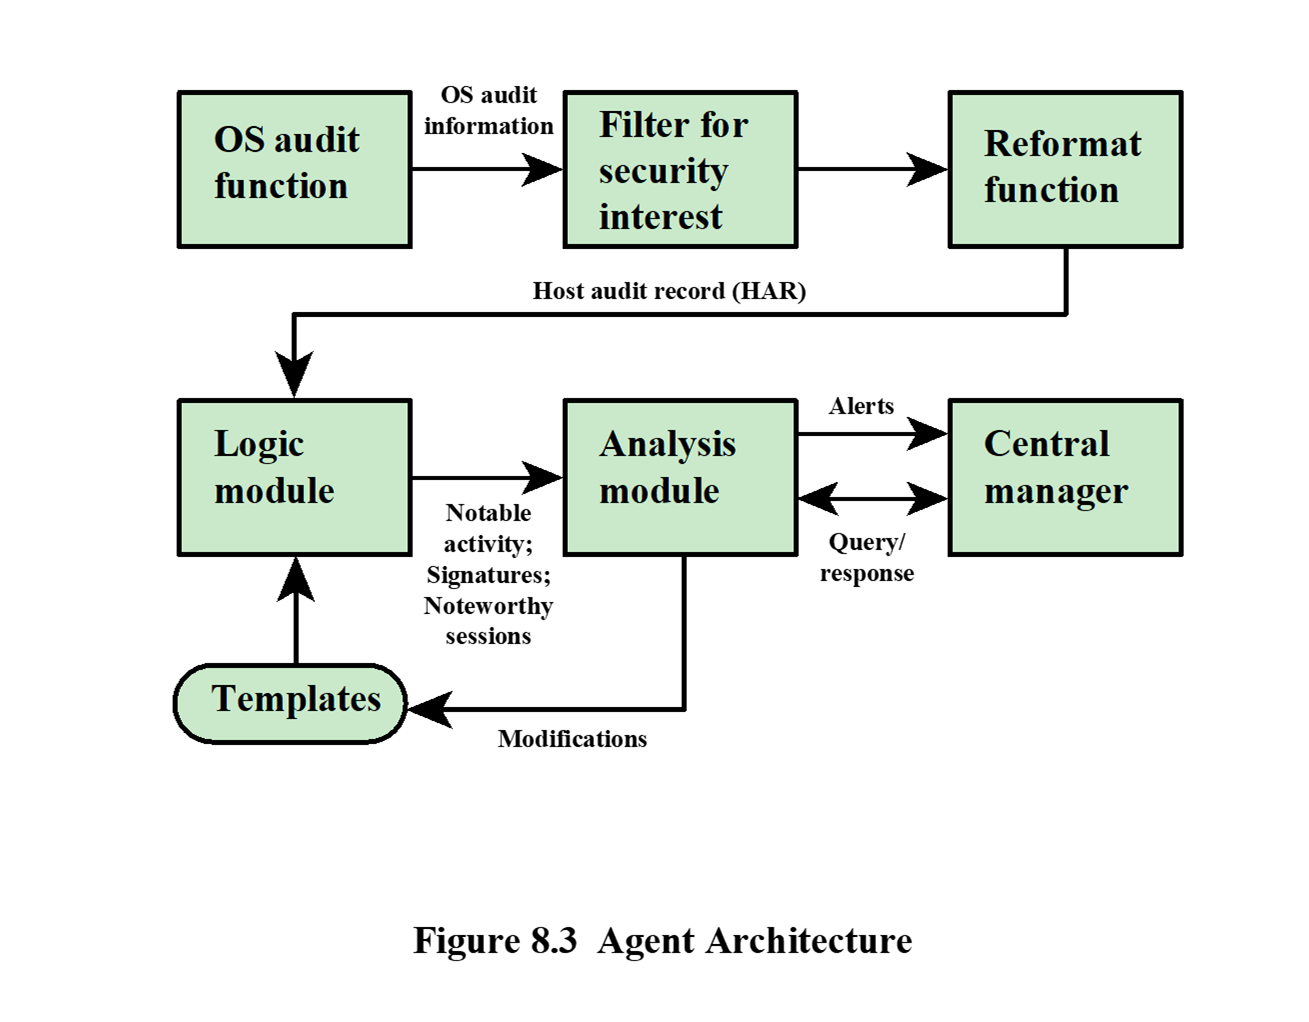 OS audit
function
OS audit
information
Filter for
security
interest
Reformat
function
Host audit record (HAR)
Logic
module
Notable
activity;
Signatures;
Noteworthy
sessions
Analysis
module
Alerts
Query/
response
Central
manager
Templates
Modifications
Figure 8.3  Agent Architecture